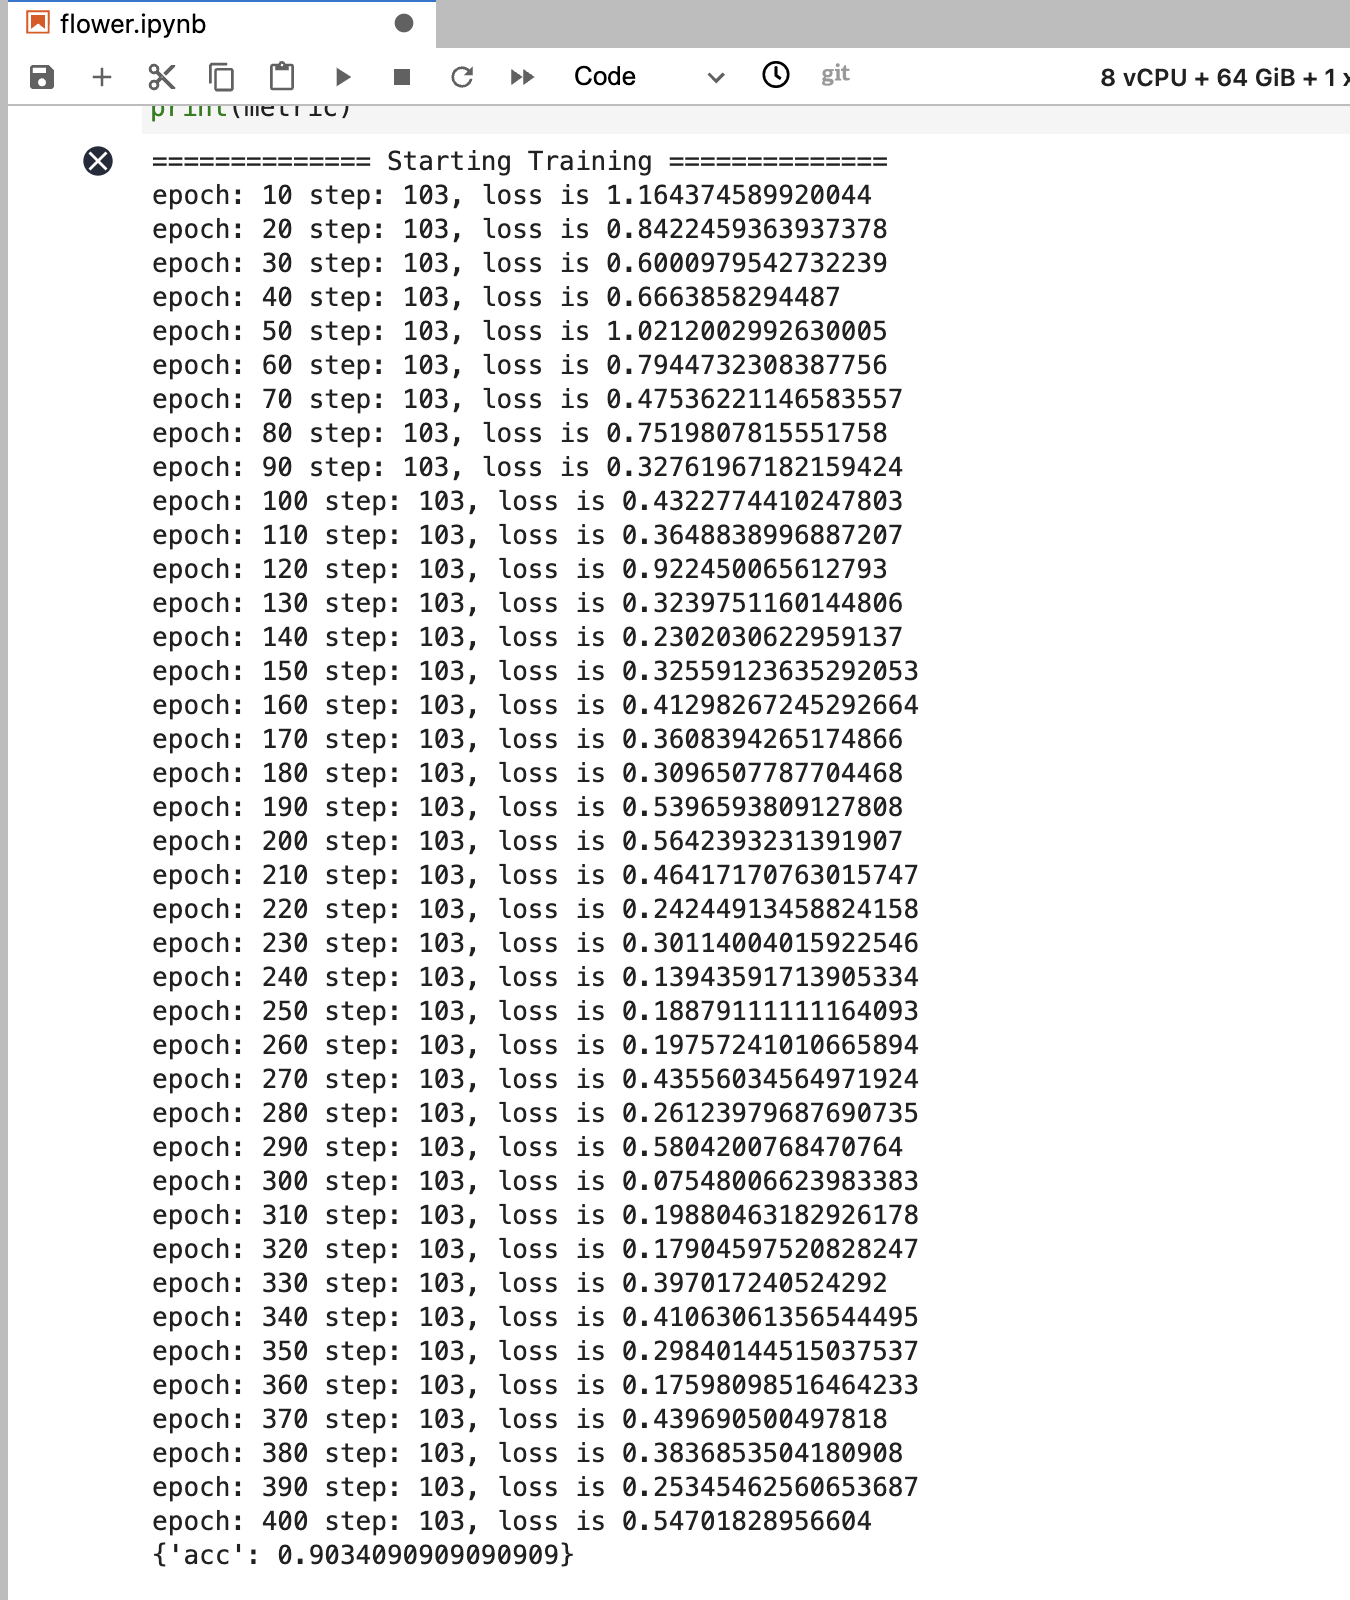 flower.ipynb
Code
git
8 vCPU + 64 GiB + 1 x
print(metric)
============== Starting Training ==============
epoch: 10 step: 103, loss is 1.164374589920044
epoch: 20 step: 103, loss is 0.8422459363937378
epoch: 30 step: 103, loss is 0.6000979542732239
epoch: 40 step: 103, loss is 0.6663858294487
epoch: 50 step: 103, loss is 1.0212002992630005
epoch: 60 step: 103, loss is 0.7944732308387756
epoch: 70 step: 103, loss is 0.47536221146583557
epoch: 80 step: 103, loss is 0.7519807815551758
epoch: 90 step: 103, loss is 0.32761967182159424
epoch: 100 step: 103, loss is 0.4322774410247803
epoch: 110 step: 103, loss is 0.3648838996887207
epoch: 120 step: 103, loss is 0.922450065612793
epoch: 130 step: 103, loss is 0.3239751160144806
epoch: 140 step: 103, loss is 0.2302030622959137
epoch: 150 step: 103, loss is 0.32559123635292053
epoch: 160 step: 103, loss is 0.41298267245292664
epoch: 170 step: 103, loss is 0.3608394265174866
epoch: 180 step: 103, loss is 0.3096507787704468
epoch: 190 step: 103, loss is 0.5396593809127808
epoch: 200 step: 103, loss is 0.5642393231391907
epoch: 210 step: 103, loss is 0.46417170763015747
epoch: 220 step: 103, loss is 0.24244913458824158
epoch: 230 step: 103, loss is 0.30114004015922546
epoch: 240 step: 103, loss is 0.13943591713905334
epoch: 250 step: 103, loss is 0.18879111111164093
epoch: 260 step: 103, loss is 0.19757241010665894
epoch: 270 step: 103, loss is 0.43556034564971924
epoch: 280 step: 103, loss is 0.26123979687690735
epoch: 290 step: 103, loss is 0.5804200768470764
epoch: 300 step: 103, loss is 0.07548006623983383
epoch: 310 step: 103, loss is 0.19880463182926178
epoch: 320 step: 103, loss is 0.17904597520828247
epoch: 330 step: 103, loss is 0.397017240524292
epoch: 340 step: 103, loss is 0.41063061356544495
epoch: 350 step: 103, loss is 0.29840144515037537
epoch: 360 step: 103, loss is 0.17598098516464233
epoch: 370 step: 103, loss is 0.439690500497818
epoch: 380 step: 103, loss is 0.3836853504180908
epoch: 390 step: 103, loss is 0.25345462560653687
epoch: 400 step: 103, loss is 0.54701828956604
{'acc': 0.9034090909090909}